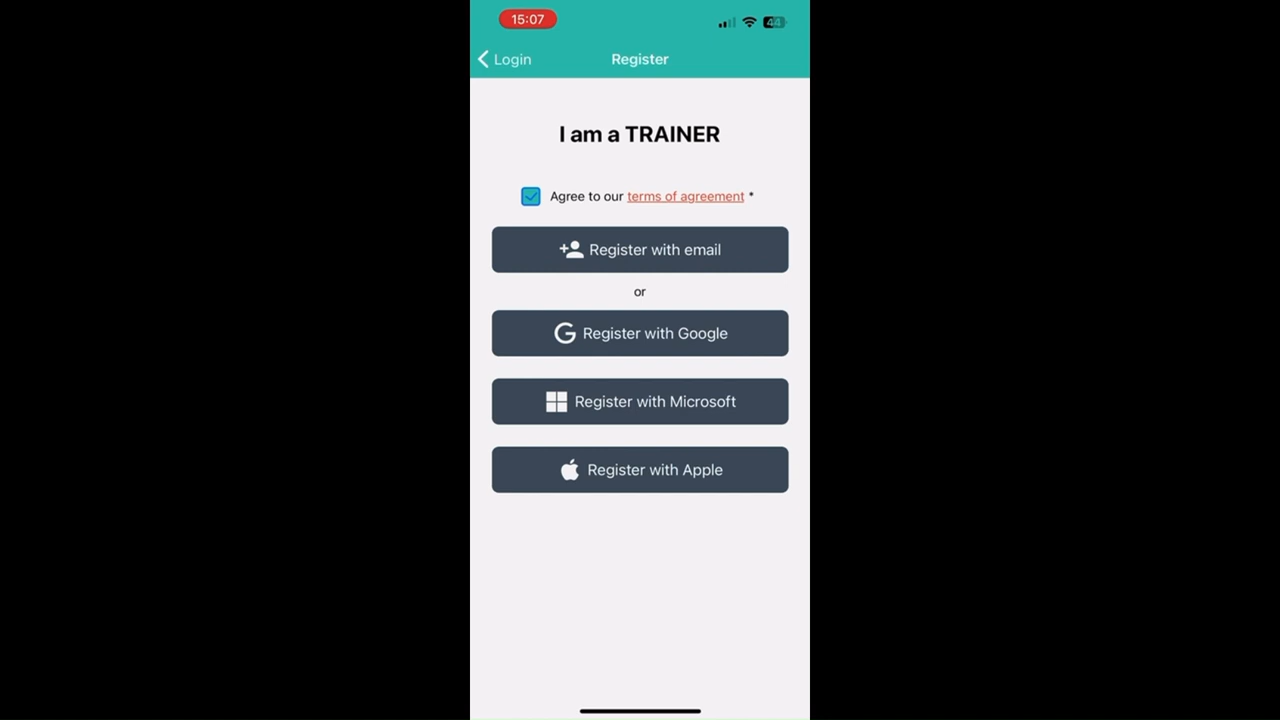 15:07
44
Login
Register
I am a TRAINER
Agree to our terms of agreement *
Register with email
or
Register with Google
Register with Microsoft
Register with Apple